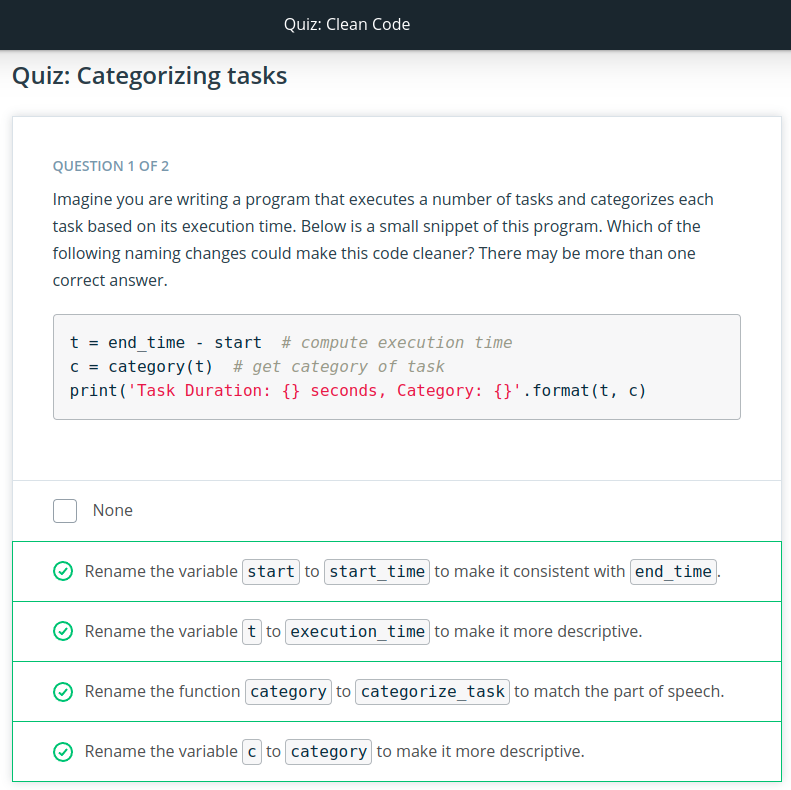 Quiz: Clean Code
Quiz: Categorizing tasks
QUESTION 1 OF 2
Imagine you are writing a program that executes a number of tasks and categorizes each
task based on its execution time. Below is a small snippet of this program. Which of the
following naming changes could make this code cleaner? There may be more than one
correct answer.
t = end_time - start  # compute execution time
c = category(t)  # get category of task
print('Task Duration: {} seconds, Category: {}'.format(t, c)
None
Rename the variable start to start_time to make it consistent with end_time.
Rename the variable t to execution_time to make it more descriptive.
Rename the function category to categorize_task to match the part of speech.
Rename the variable c to category to make it more descriptive.